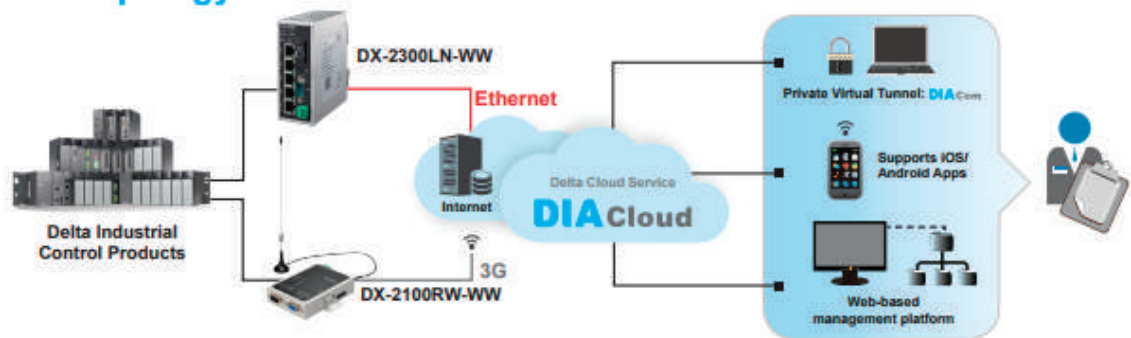 DX-2300LN-WW
Ethernet
Private Virtual Tunnel: DIACom
Supports iOS/
Android Apps
Internet
Delta Cloud Service
DIACloud
Delta Industrial
Control Products
3G
DX-2100RW-WW
Web-based
management platform